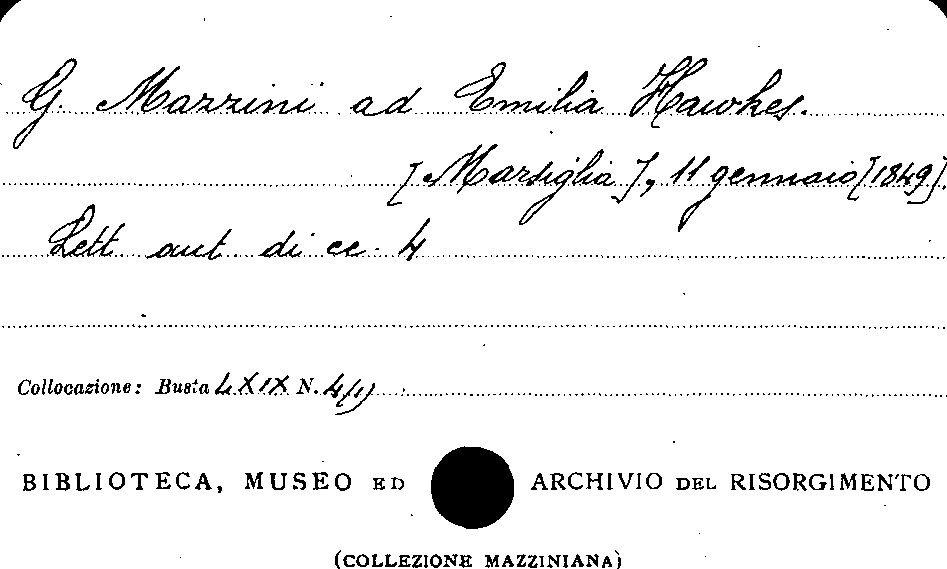 G. Mazzini ad Emilia Hawkes.
[Marsiglia], 11 gennaio [1849].
Lett. aut. di cc. 4
Collocazione: Busta LXIX N. 4/1)
BIBLIOTECA, MUSEO ED ARCHIVIO DEL RISORGIMENTO
(COLLEZIONE MAZZINIANA)